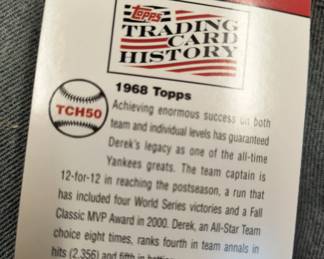 Topps
TRADING
CARD
HISTORY
1968 Topps
TCH50
Achieving enormous success on both
team and individual levels has guaranteed
Derek's legacy as one of the all-time
Yankees greats. The team captain is
12-for-12 in reaching the postseason, a run that
has included four World Series victories and a Fall
Classic MVP Award in 2000. Derek, an All-Star Team
choice eight times, ranks fourth in team annals in
hits (2,356) and fifth in